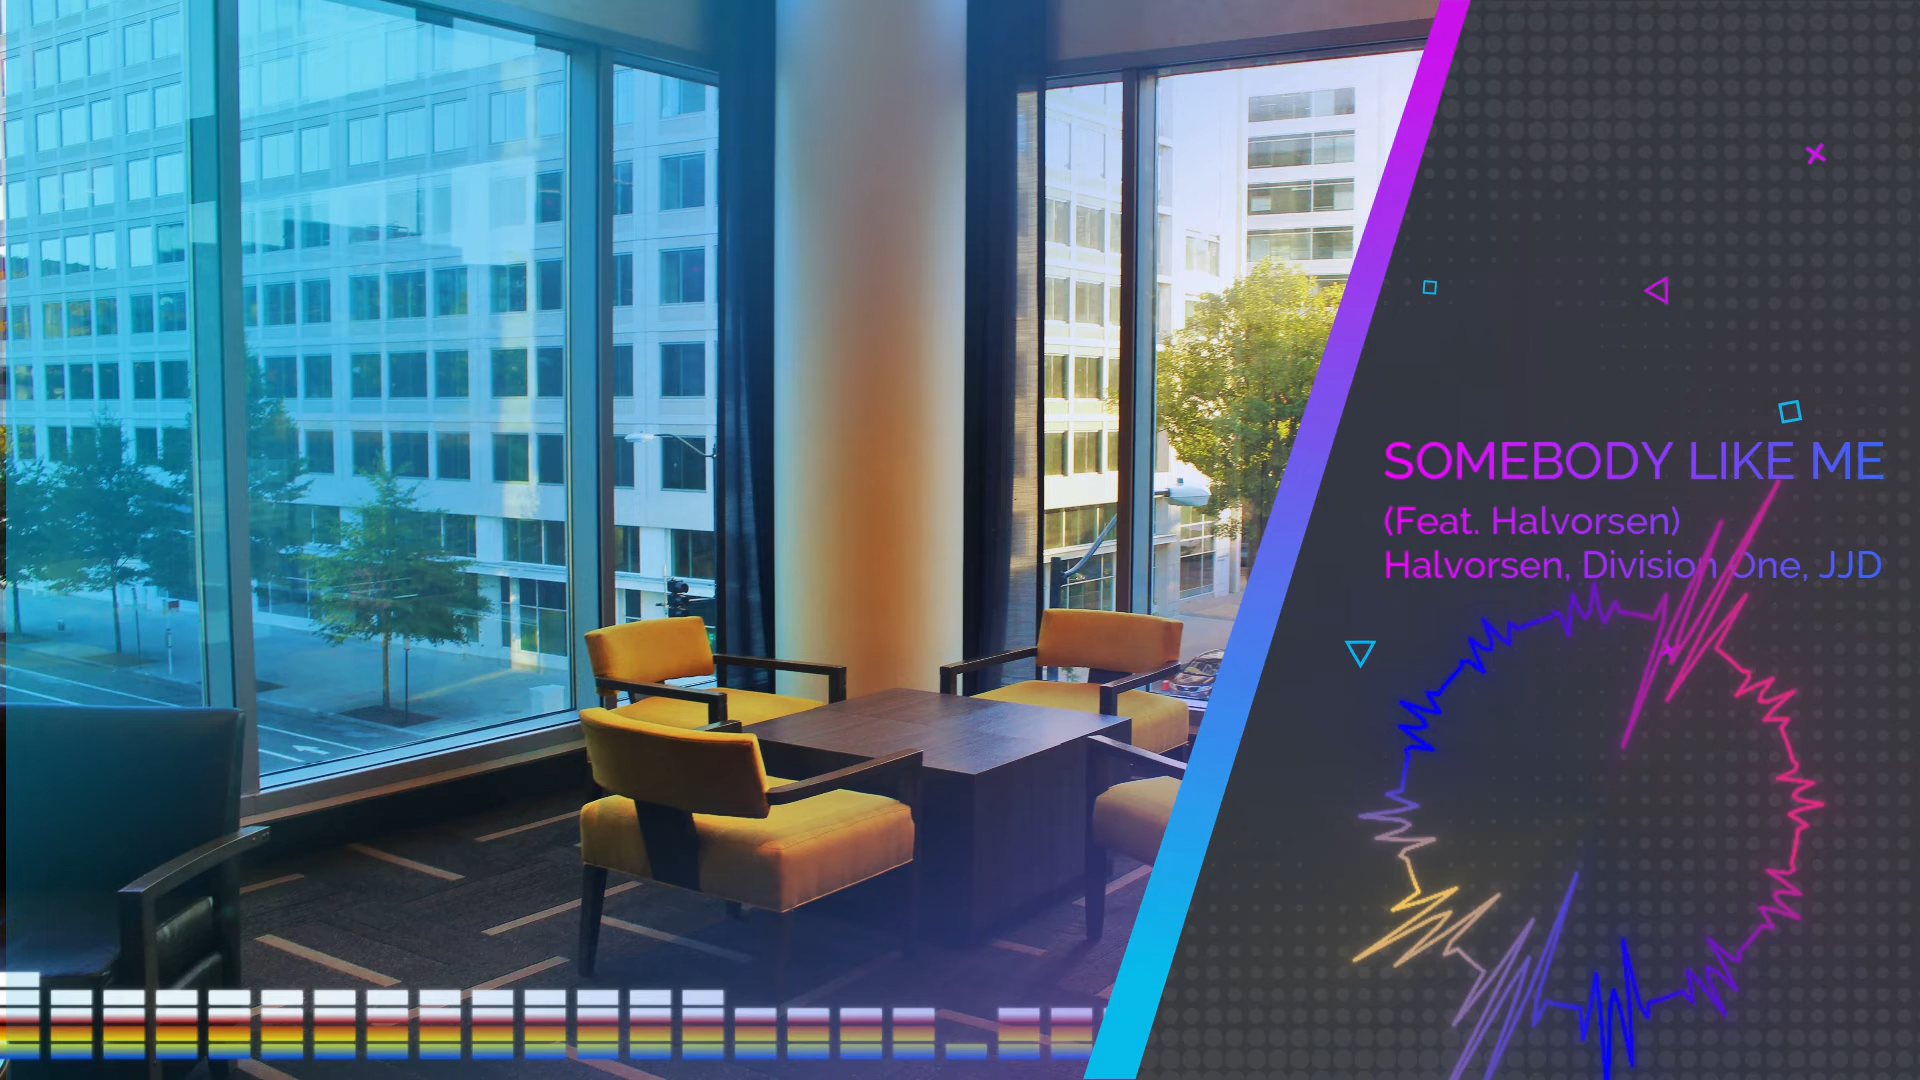 SOMEBODY LIKE ME
(Feat. Halvorsen)
Halvorsen, Division One, JJD